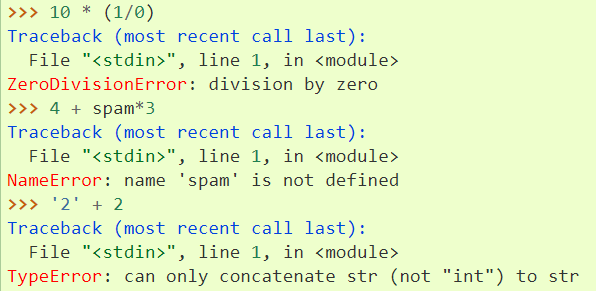 >>> 10 * (1/0)
Traceback (most recent call last):
  File "<stdin>", line 1, in <module>
ZeroDivisionError: division by zero
>>> 4 + spam*3
Traceback (most recent call last):
  File "<stdin>", line 1, in <module>
NameError: name 'spam' is not defined
>>> '2' + 2
Traceback (most recent call last):
  File "<stdin>", line 1, in <module>
TypeError: can only concatenate str (not "int") to str